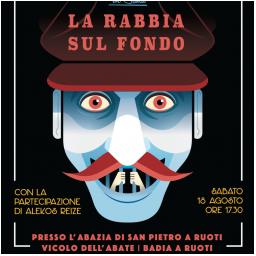 LA RABBIA
SUL FONDO
CON LA
PARTECIPAZIONE
DI ALEKOS REIZE
SABATO
18 AGOSTO
ORE 17.30
PRESSO L'ABAZIA DI SAN PIETRO A RUOTI
VICOLO DELL'ABATE | BADIA A RUOTI